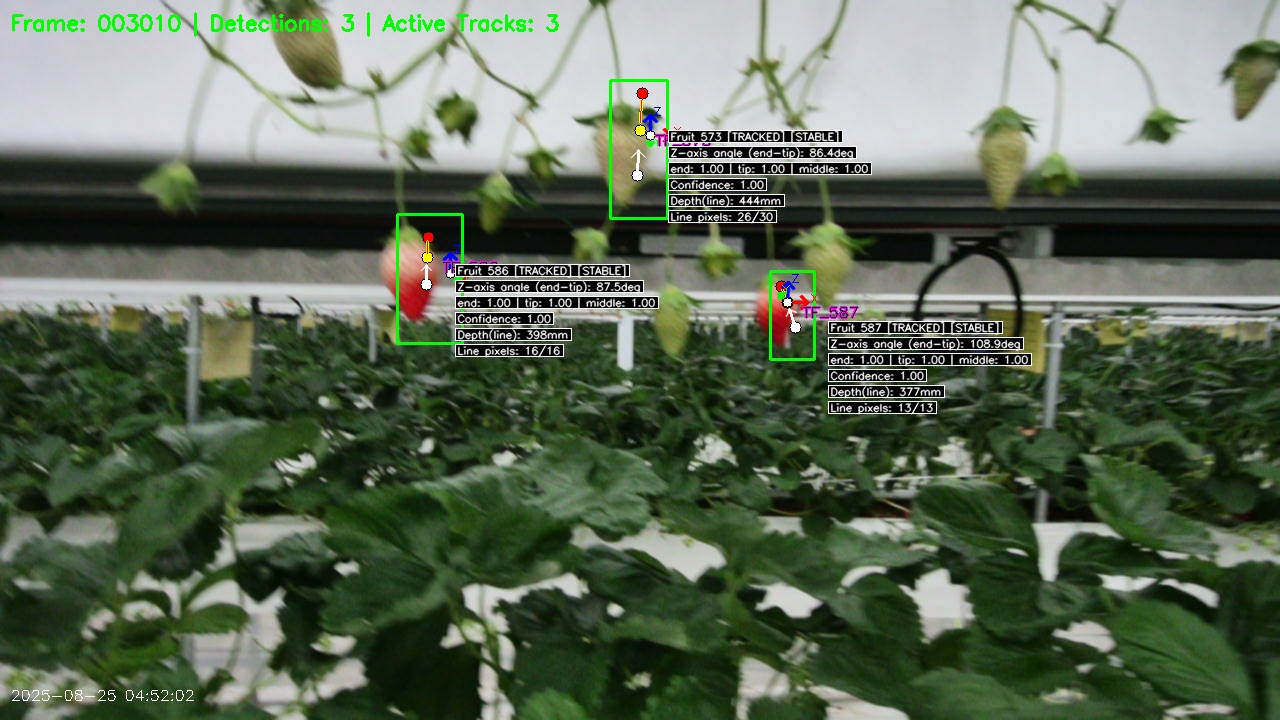 Frame: 003010 | Detections: 3 | Active Tracks: 3
Z
Fruit 573 [TRACKED] [STABLE]
Z-axis angle (end-tip): 86.4deg
end: 1.00 | tip: 1.00 | middle: 1.00
Confidence: 1.00
Depth(line): 444mm
Line pixels: 26/30
Fruit 586 [TRACKED] [STABLE]
Z-axis angle (end-tip): 87.5deg
end: 1.00 | tip: 1.00 | middle: 1.00
Confidence: 1.00
Depth(line): 398mm
Line pixels: 16/16
Z
TF_587
Fruit 587 [TRACKED] [STABLE]
Z-axis angle (end-tip): 108.9deg
end: 1.00 | tip: 1.00 | middle: 1.00
Confidence: 1.00
Depth(line): 377mm
Line pixels: 13/13
2025-08-25 04:52:02